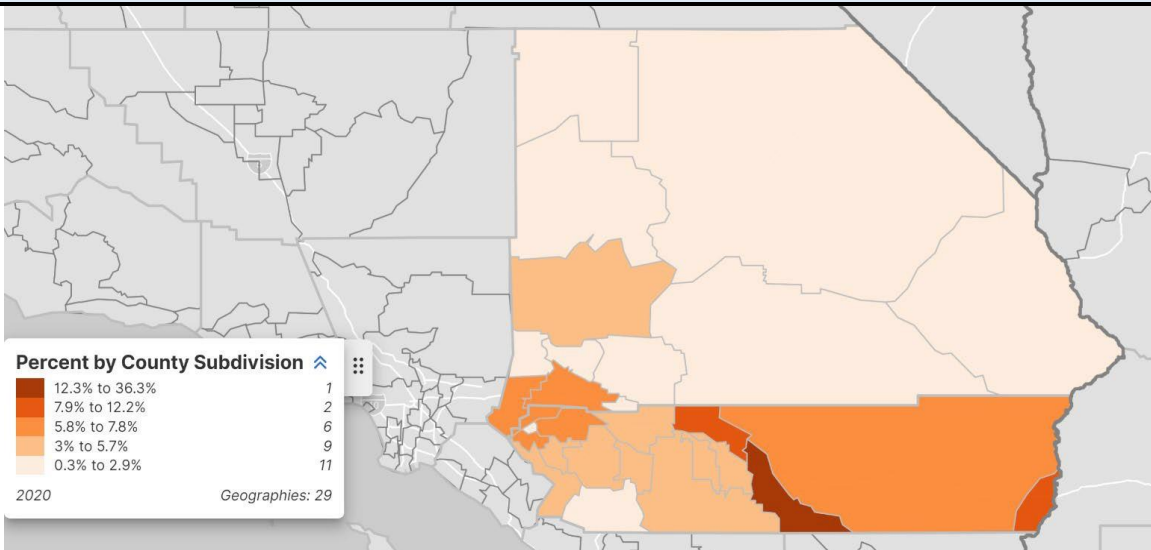 Percent by County Subdivision
12.3% to 36.3% 1
7.9% to 12.2% 2
5.8% to 7.8% 6
3% to 5.7% 9
0.3% to 2.9% 11
2020 Geographies: 29